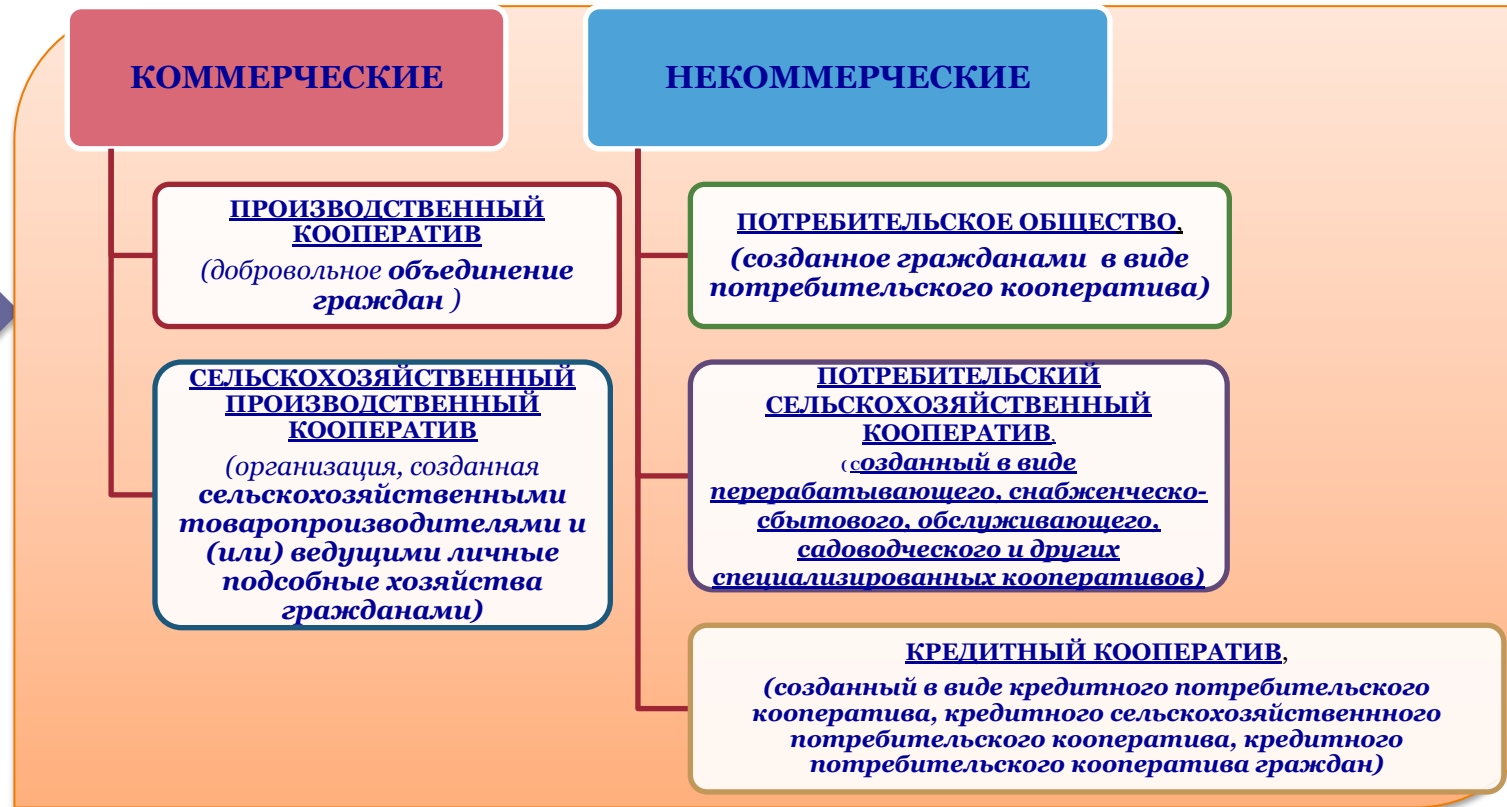 КОММЕРЧЕСКИЕ
ПРОИЗВОДСТВЕННЫЙ
КООПЕРАТИВ
(добровольное объединение
граждан )
СЕЛЬСКОХОЗЯЙСТВЕННЫЙ
ПРОИЗВОДСТВЕННЫЙ
КООПЕРАТИВ
(организация, созданная
сельскохозяйственными
товаропроизводителями и
(или) ведущими личные
подсобные хозяйства
гражданами)
НЕКОММЕРЧЕСКИЕ
ПОТРЕБИТЕЛЬСКОЕ ОБЩЕСТВО,
(созданное гражданами в виде
потребительского кооператива)
ПОТРЕБИТЕЛЬСКИЙ
СЕЛЬСКОХОЗЯЙСТВЕННЫЙ
КООПЕРАТИВ,
(созданный в виде
перерабатывающего, снабженческо-
сбытового, обслуживающего,
садоводческого и других
специализированных кооперативов)
КРЕДИТНЫЙ КООПЕРАТИВ,
(созданный в виде кредитного потребительского
кооператива, кредитного сельскохозяйственнного
потребительского кооператива, кредитного
потребительского кооператива граждан)